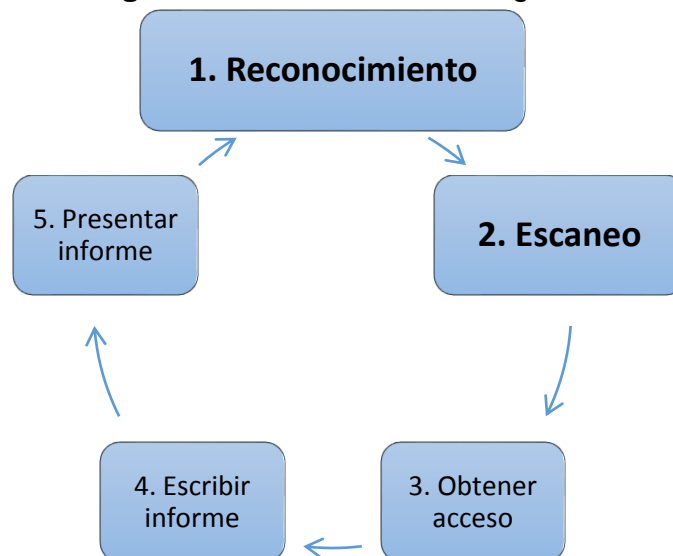 1. Reconocimiento
2. Escaneo
3. Obtener
acceso
4. Escribir
informe
5. Presentar
informe